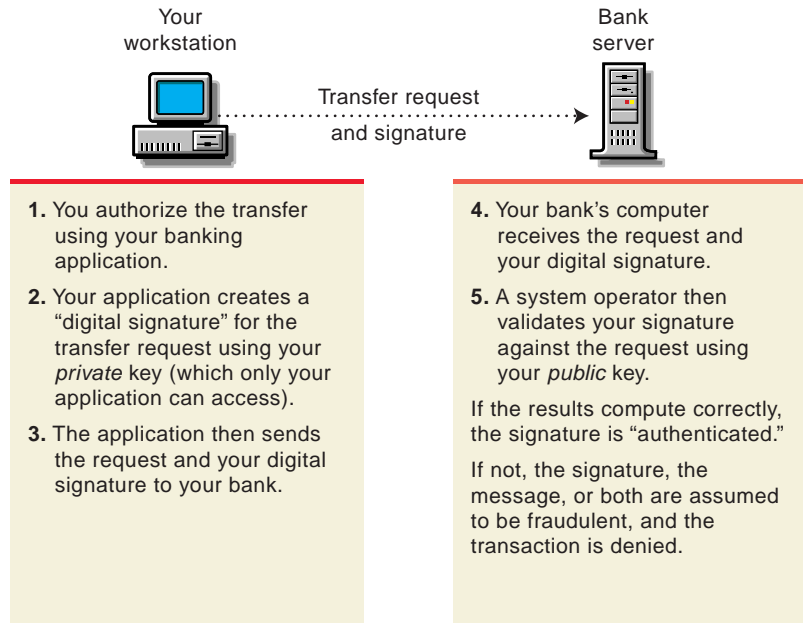 Your
workstation
Bank
server
Transfer request
and signature
1. You authorize the transfer
using your banking
application.
2. Your application creates a
“digital signature” for the
transfer request using your
private key (which only your
application can access).
3. The application then sends
the request and your digital
signature to your bank.
4. Your bank’s computer
receives the request and
your digital signature.
5. A system operator then
validates your signature
against the request using
your public key.
If the results compute correctly,
the signature is “authenticated.”
If not, the signature, the
message, or both are assumed
to be fraudulent, and the
transaction is denied.